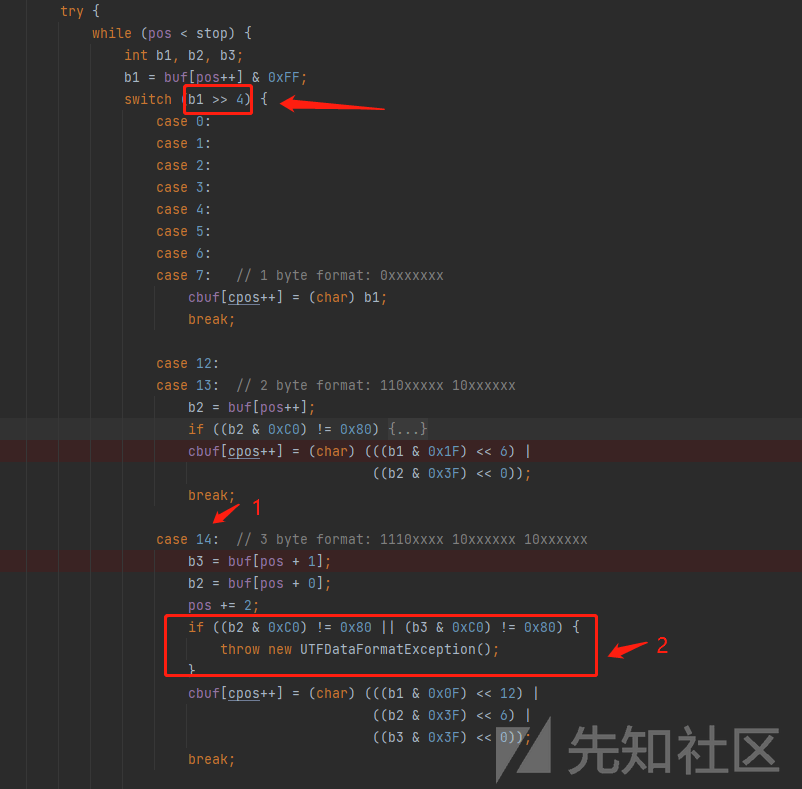 try {
while (pos < stop) {
int b1, b2, b3;
b1 = buf[pos++] & 0xFF;
switch (b1 >> 4) {
case 0:
case 1:
case 2:
case 3:
case 4:
case 5:
case 6:
case 7:   // 1 byte format: 0xxxxxxx
cbuf[cpos++] = (char) b1;
break;
case 12:
case 13:  // 2 byte format: 110xxxxx 10xxxxxx
b2 = buf[pos++];
if ((b2 & 0xC0) != 0x80) {...}
cbuf[cpos++] = (char) (((b1 & 0x1F) << 6) |
((b2 & 0x3F) << 0));
break;
1
case 14:  // 3 byte format: 1110xxxx 10xxxxxx 10xxxxxx
b3 = buf[pos + 1];
b2 = buf[pos + 0];
pos += 2;
if ((b2 & 0xC0) != 0x80 || (b3 & 0xC0) != 0x80) {
throw new UTFDataFormatException();
2
}
cbuf[cpos++] = (char) (((b1 & 0x0F) << 12) |
((b2 & 0x3F) << 6) |
((b3 & 0x3F) << 0));
break;
先知社区